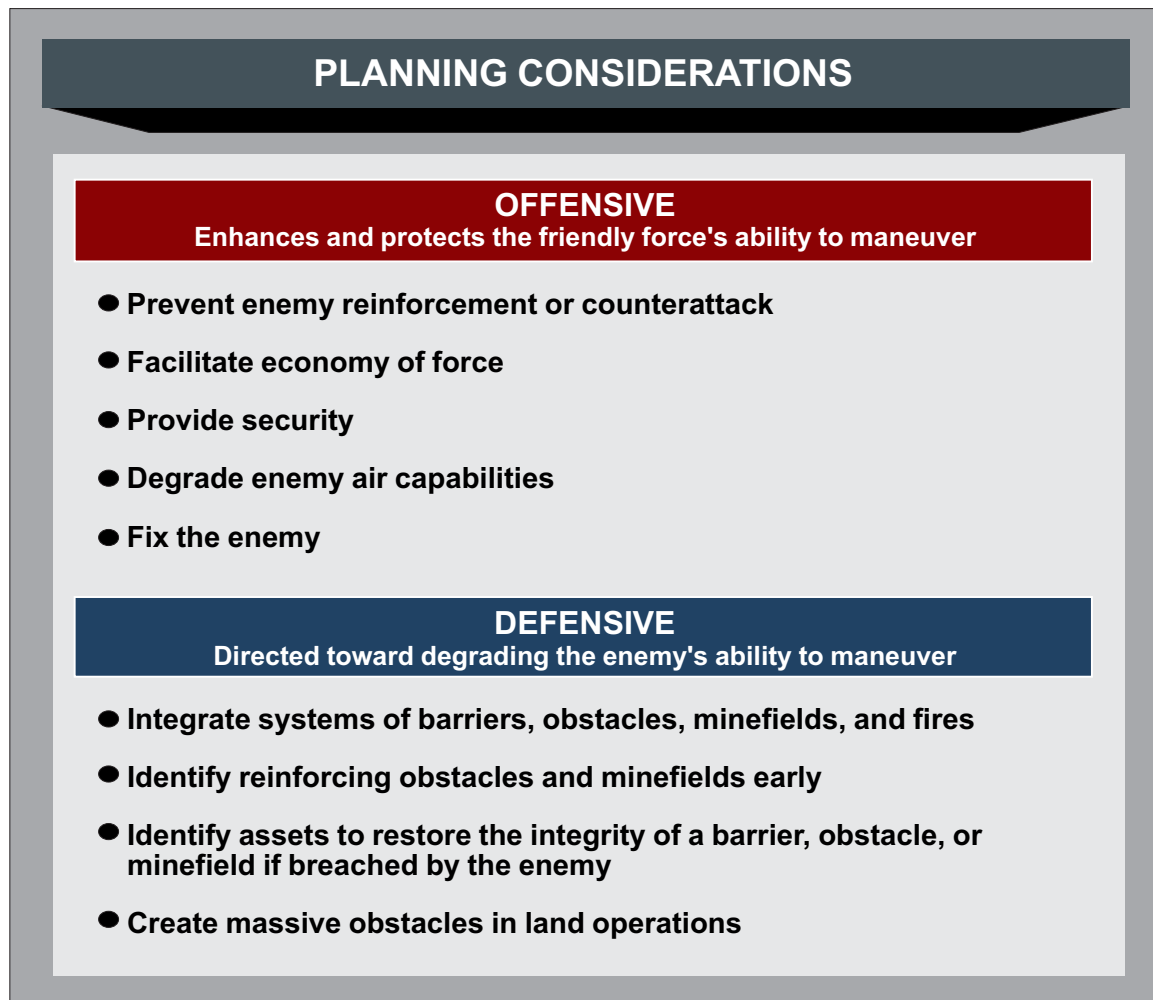 PLANNING CONSIDERATIONS
OFFENSIVE
Enhances and protects the friendly force's ability to maneuver
Prevent enemy reinforcement or counterattack
Facilitate economy of force
Provide security
Degrade enemy air capabilities
Fix the enemy
DEFENSIVE
Directed toward degrading the enemy's ability to maneuver
Integrate systems of barriers, obstacles, minefields, and fires
Identify reinforcing obstacles and minefields early
Identify assets to restore the integrity of a barrier, obstacle, or
minefield if breached by the enemy
Create massive obstacles in land operations